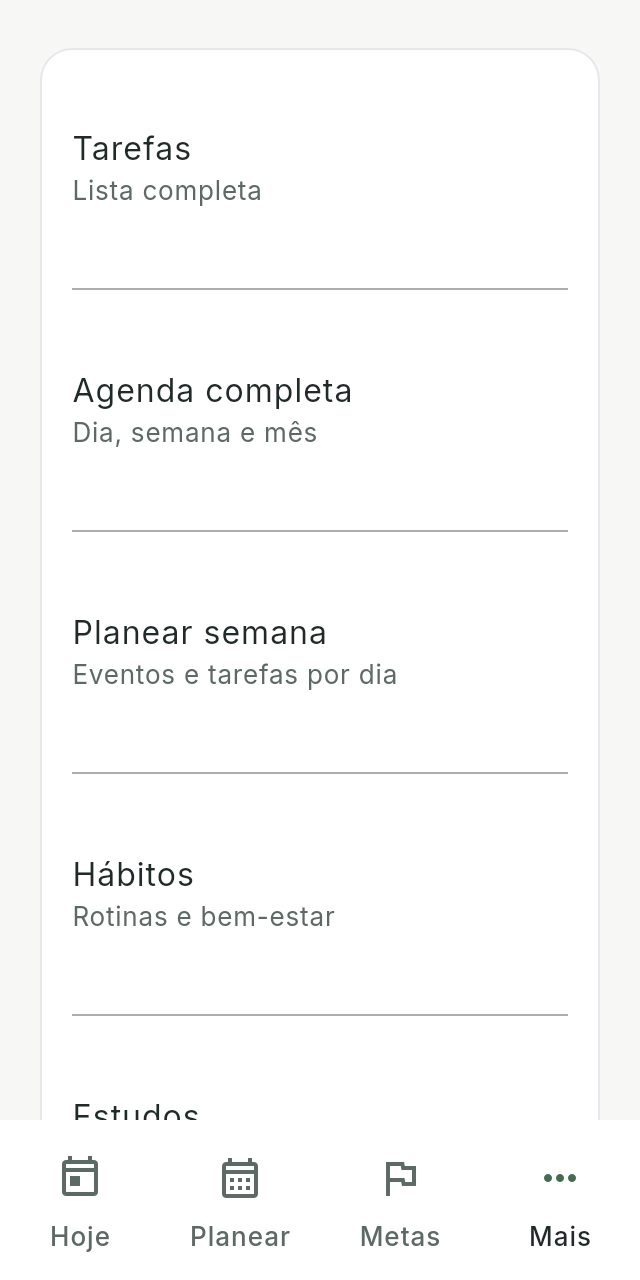 Tarefas
Lista completa
Agenda completa
Dia, semana e mês
Planear semana
Eventos e tarefas por dia
Hábitos
Rotinas e bem-estar
Estudos
Hoje
Planear
Metas
Mais